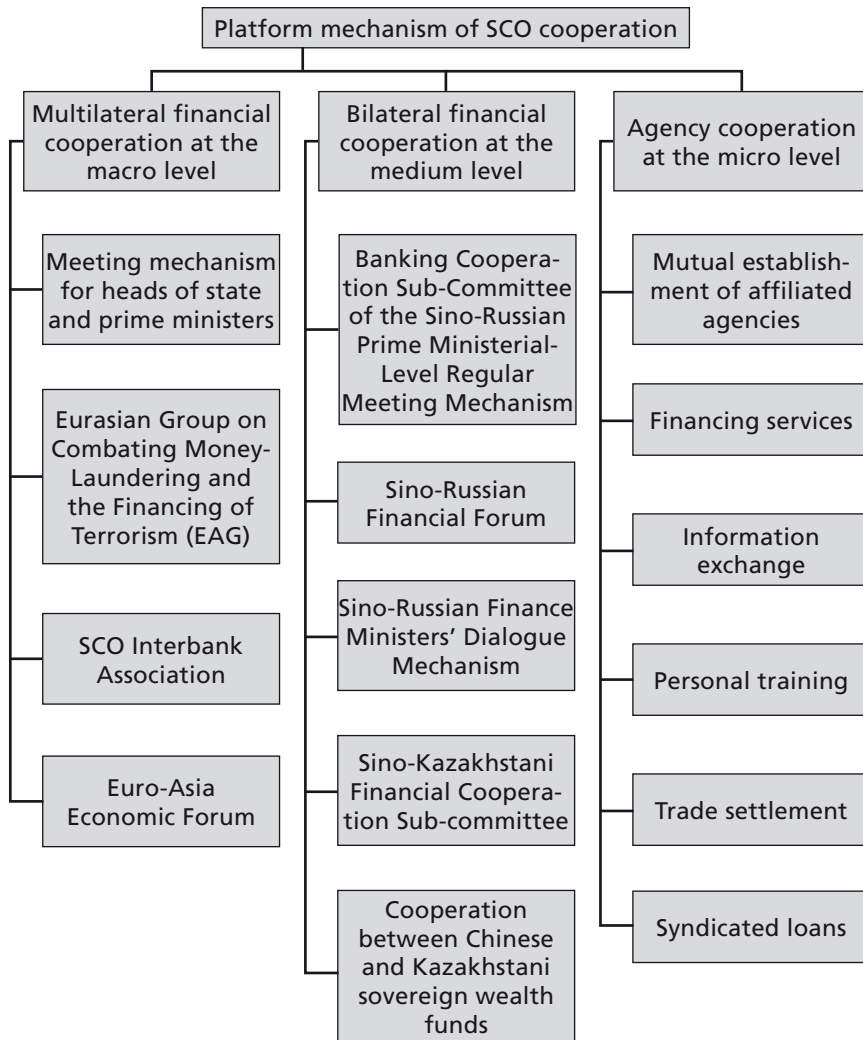 Platform mechanism of SCO cooperation
Multilateral financial
cooperation at the
macro level
Meeting mechanism
for heads of state
and prime ministers
Eurasian Group on
Combating Money-
Laundering and
the Financing of
Terrorism (EAG)
SCO Interbank
Association
Euro-Asia
Economic Forum
Bilateral financial
cooperation at the
medium level
Banking Coopera-
tion Sub-Committee
of the Sino-Russian
Prime Ministerial-
Level Regular
Meeting Mechanism
Sino-Russian
Financial Forum
Sino-Russian Finance
Ministers’ Dialogue
Mechanism
Sino-Kazakhstani
Financial Coopera-
tion Sub-committee
Cooperation
between Chinese
and Kazakhstani
sovereign wealth
funds
Agency cooperation
at the micro level
Mutual establish-
ment of affiliated
agencies
Financing services
Information
exchange
Personal training
Trade settlement
Syndicated loans